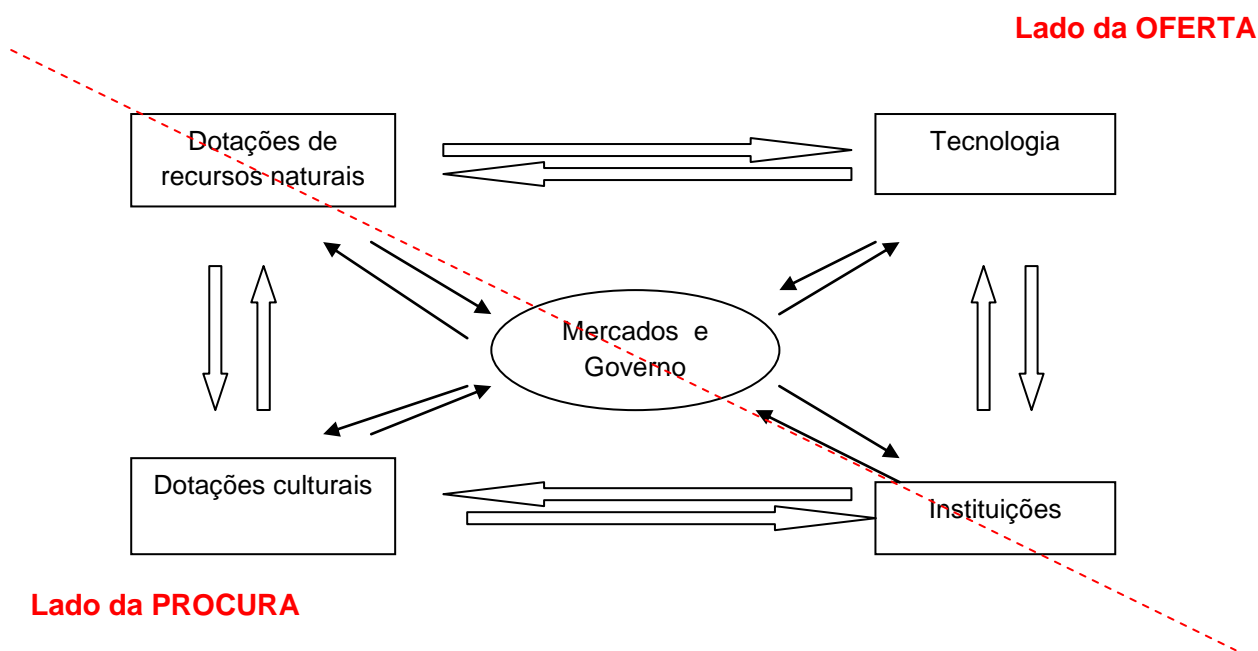 Lado da OFERTA
Dotações de
recursos naturais
Tecnologia
Mercados e
Governo
Dotações culturais
Instituições
Lado da PROCURA